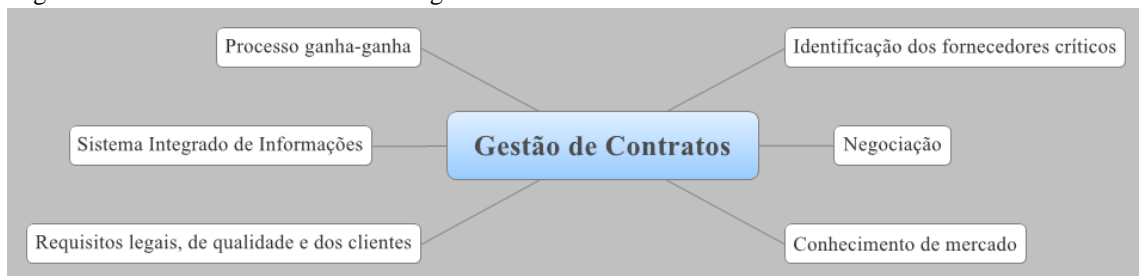 Processo ganha-ganha
Identificação dos fornecedores críticos
Sistema Integrado de Informações
Gestão de Contratos
Negociação
Requisitos legais, de qualidade e dos clientes
Conhecimento de mercado